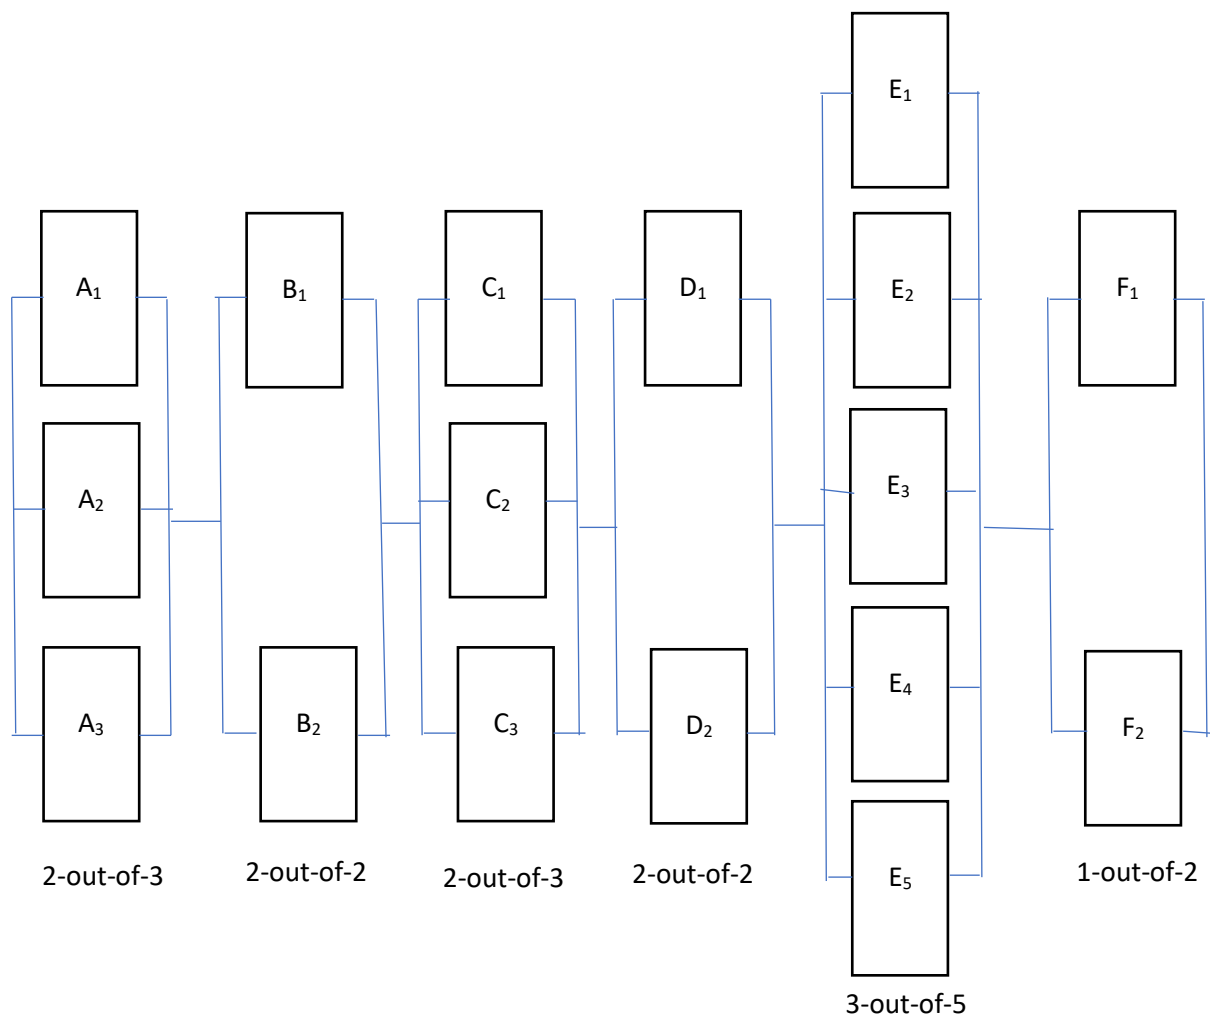 E₁
A₁
B₁
C₁
D₁
E₂
F₁
A₂
C₂
E₃
E₄
A₃
B₂
C₃
D₂
F₂
E₅
2-out-of-3
2-out-of-2
2-out-of-3
2-out-of-2
1-out-of-2
3-out-of-5